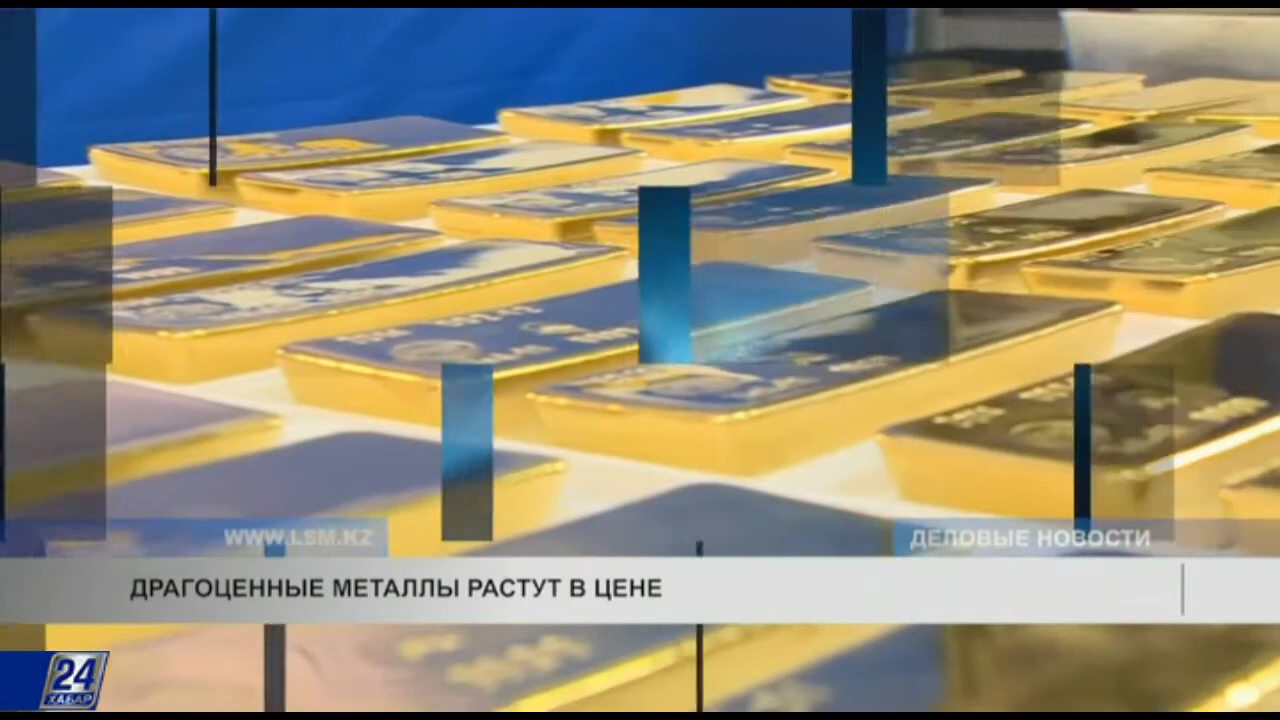 WWW.LSM.KZ
ДЕЛОВЫЕ НОВОСТИ
ДРАГОЦЕННЫЕ МЕТАЛЛЫ РАСТУТ В ЦЕНЕ
24
ХАБАР